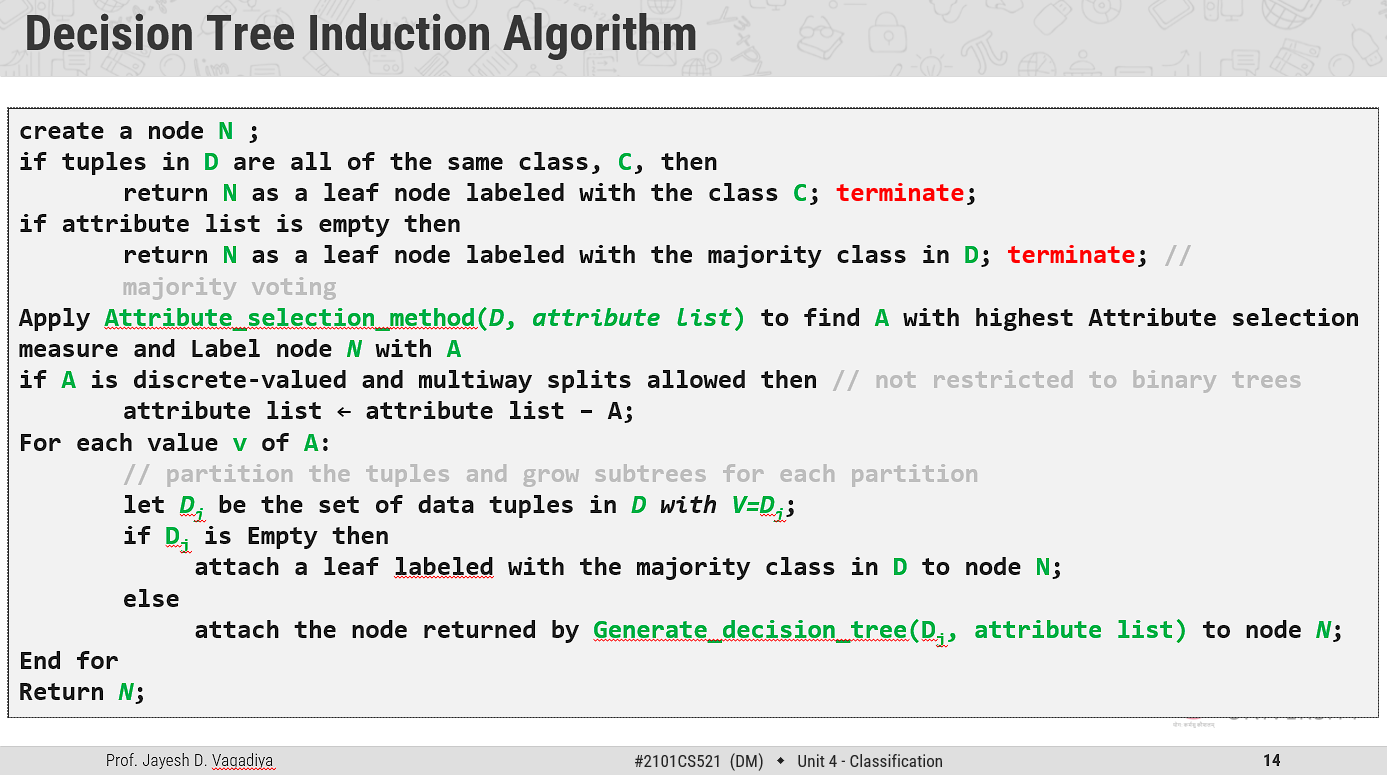 Decision Tree Induction Algorithm
create a node N ;
if tuples in D are all of the same class, C, then
return N as a leaf node labeled with the class C; terminate;
if attribute list is empty then
return N as a leaf node labeled with the majority class in D; terminate; //
majority voting
Apply Attribute_selection_method(D, attribute list) to find A with highest Attribute selection
measure and Label node N with A
if A is discrete-valued and multiway splits allowed then // not restricted to binary trees
attribute list ← attribute list − A;
For each value v of A:
// partition the tuples and grow subtrees for each partition
let Dj be the set of data tuples in D with V=Dj;
if Dj is Empty then
attach a leaf labeled with the majority class in D to node N;
else
attach the node returned by Generate_decision_tree(Dj, attribute list) to node N;
End for
Return N;
Prof. Jayesh D. Vagadiya
#2101CS521 (DM) ◆ Unit 4 - Classification
14